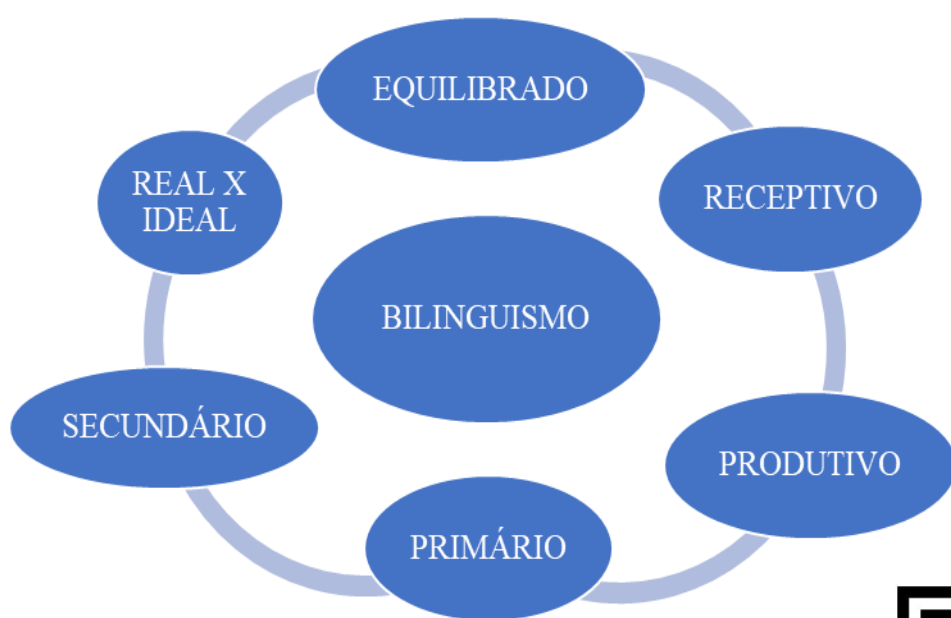 EQUILIBRADO
RECEPTIVO
PRODUTIVO
PRIMÁRIO
SECUNDÁRIO
REAL X
IDEAL
BILINGUISMO